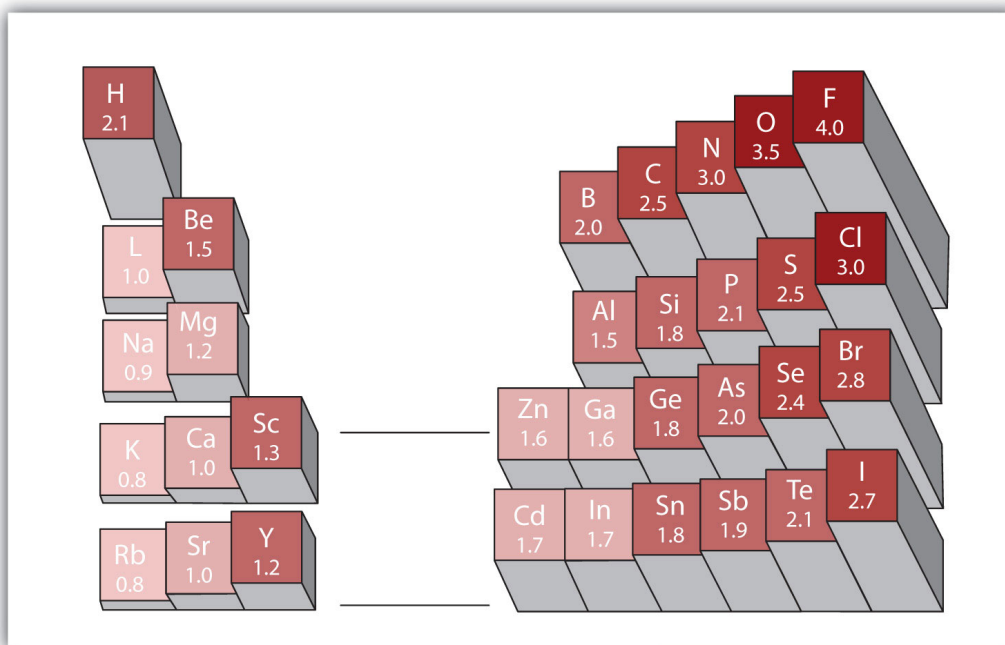 H
2.1
B
2.0
C
2.5
N
3.0
O
3.5
F
4.0
L
1.0
Be
1.5
Al
1.5
Si
1.8
P
2.1
S
2.5
Cl
3.0
Na
0.9
Mg
1.2
Zn
1.6
Ga
1.6
Ge
1.8
As
2.0
Se
2.4
Br
2.8
K
0.8
Ca
1.0
Sc
1.3
Cd
1.7
In
1.7
Sn
1.8
Sb
1.9
Te
2.1
I
2.7
Rb
0.8
Sr
1.0
Y
1.2